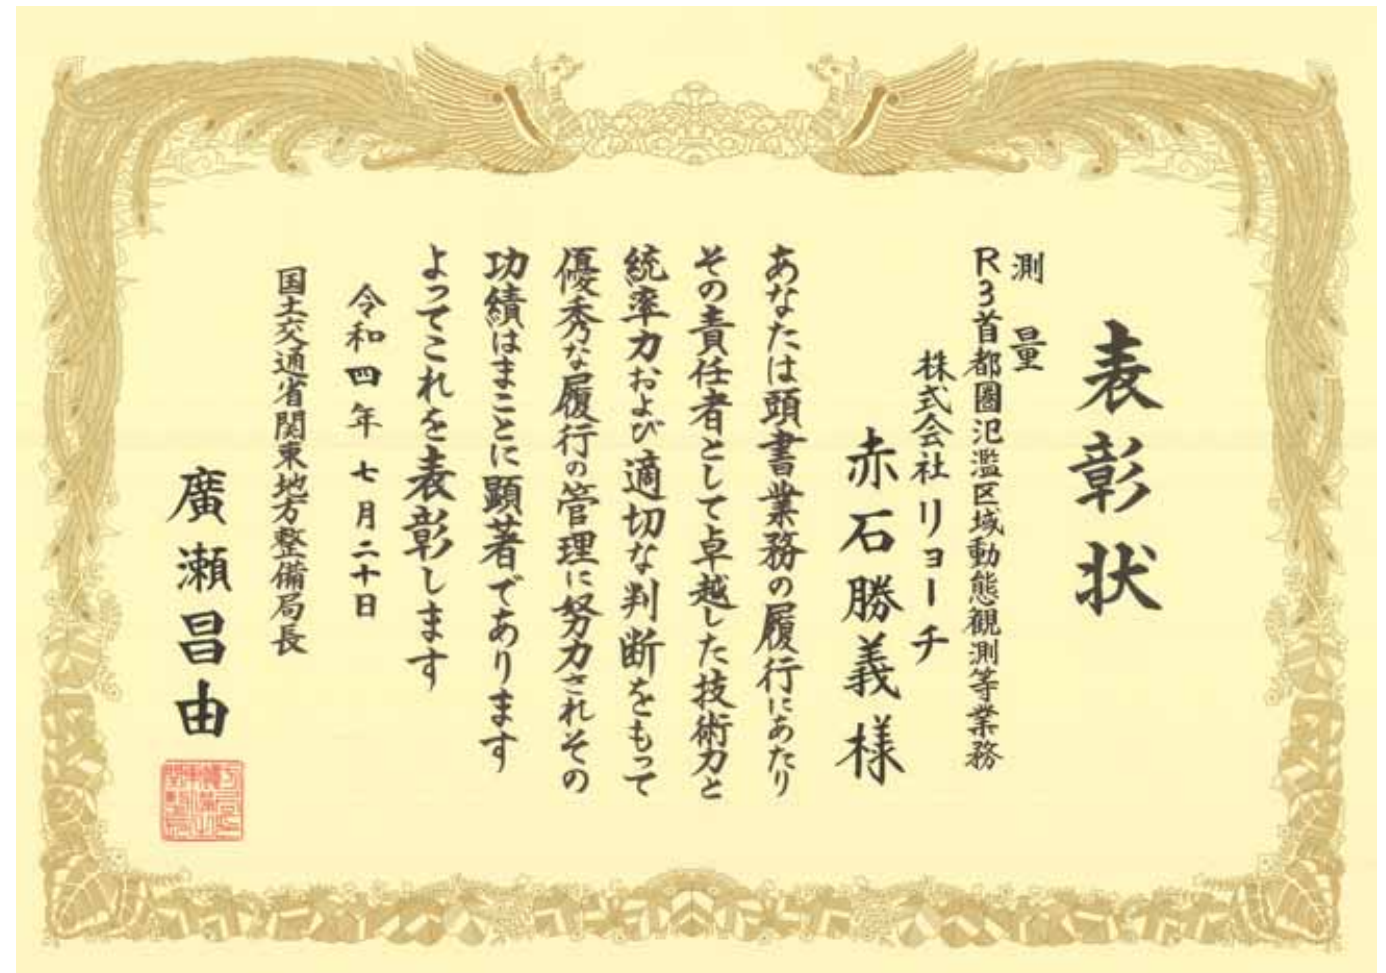 表彰状
測量
R3首都圏氾濫区域動態観測等業務
株式会社リョーチ
赤石勝義様
あなたは頭書業務の履行にあたり
その責任者として卓越した技術力と
統率力および適切な判断をもって
優秀な履行の管理に努力されその
功績はまことに顕著であります
よってこれを表彰します
令和四年七月二十日
国土交通省関東地方整備局長
廣瀬昌由